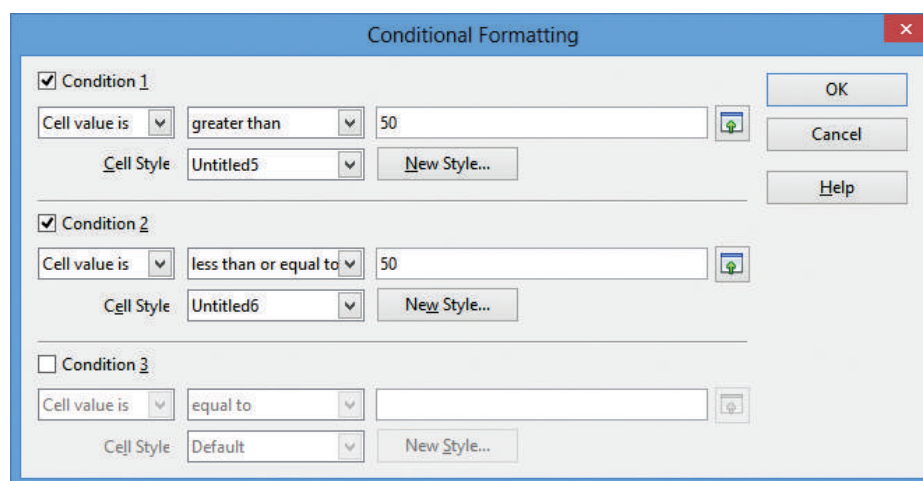 Conditional Formatting
Condition 1
OK
Cell value is greater than 50
Cancel
Cell Style Untitled5 New Style...
Help
Condition 2
Cell value is less than or equal to 50
Cell Style Untitled6 New Style...
Condition 3
Cell value is equal to
Cell Style Default New Style...